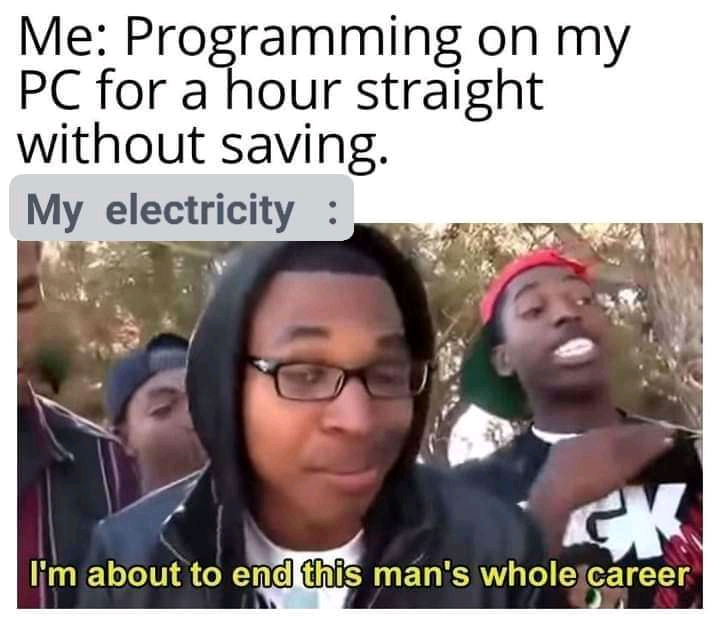 Me: Programming on my
PC for a hour straight
without saving.
My electricity :
GK
I'm about to end this man's whole career